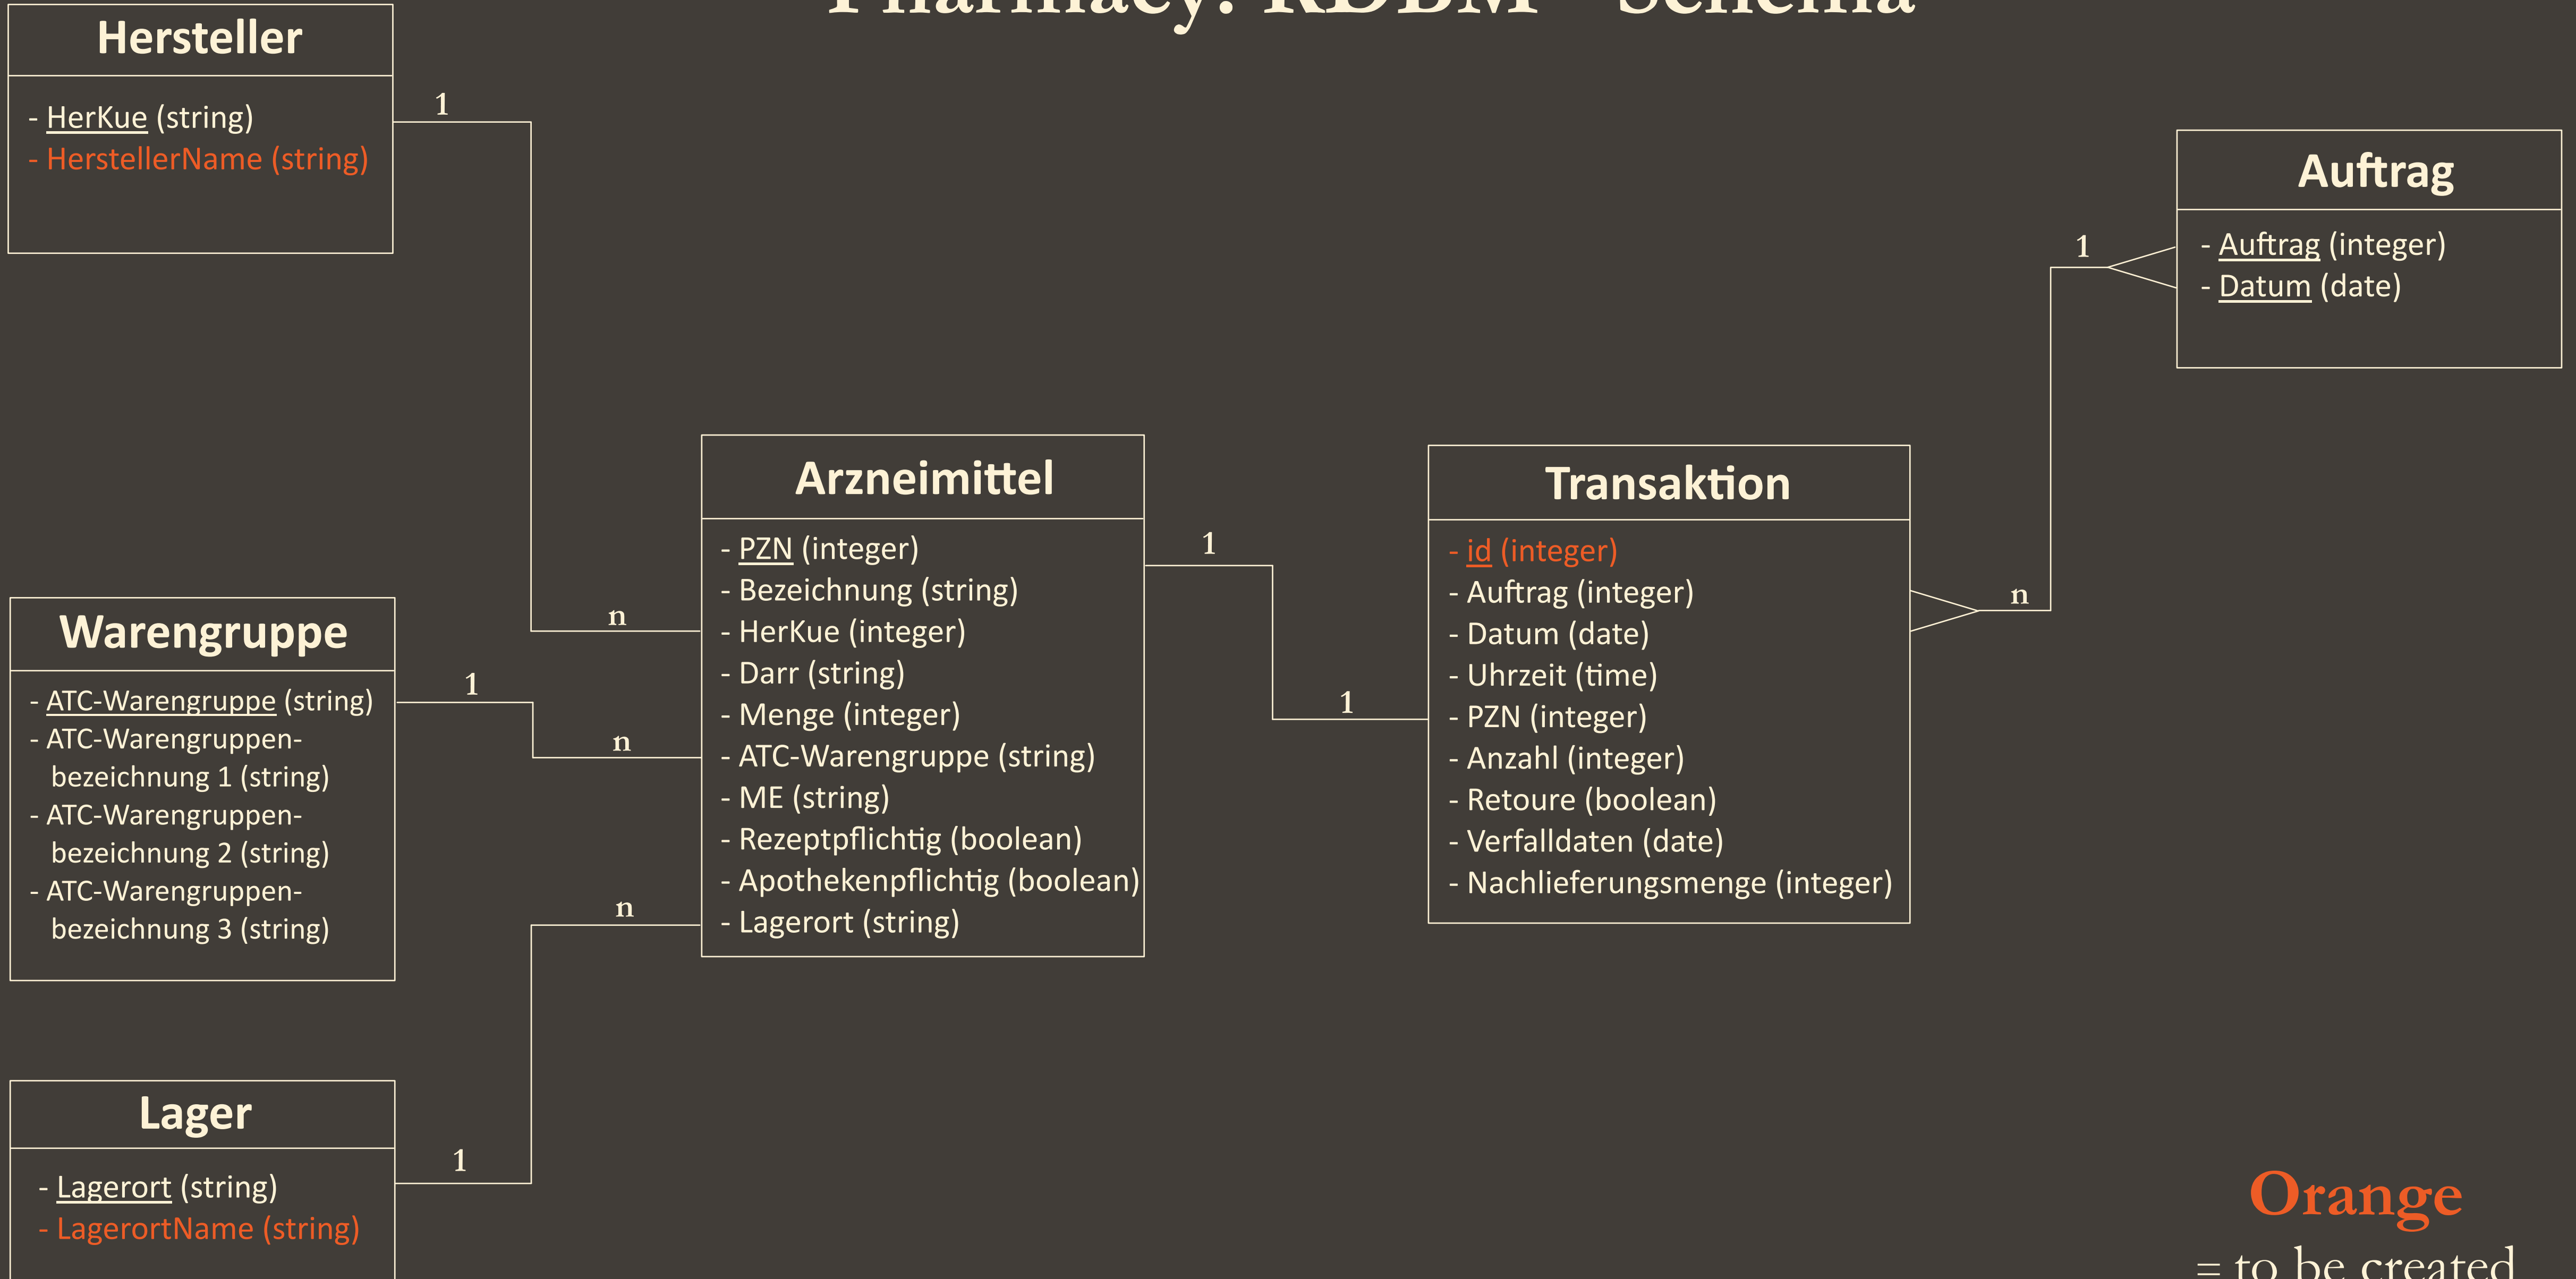 Pharmacy: RDBM - Schema
Hersteller
- HerKue (string)
- HerstellerName (string)
1
n
Warengruppe
- ATC-Warengruppe (string)
- ATC-Warengruppen-
bezeichnung 1 (string)
- ATC-Warengruppen-
bezeichnung 2 (string)
- ATC-Warengruppen-
bezeichnung 3 (string)
1
n
Lager
- Lagerort (string)
- LagerortName (string)
1
n
Arzneimittel
- PZN (integer)
- Bezeichnung (string)
- HerKue (integer)
- Darr (string)
- Menge (integer)
- ATC-Warengruppe (string)
- ME (string)
- Rezeptpflichtig (boolean)
- Apothekenpflichtig (boolean)
- Lagerort (string)
1
1
Transaktion
- id (integer)
- Auftrag (integer)
- Datum (date)
- Uhrzeit (time)
- PZN (integer)
- Anzahl (integer)
- Retoure (boolean)
- Verfalldaten (date)
- Nachlieferungsmenge (integer)
n
1
Auftrag
- Auftrag (integer)
- Datum (date)
Orange
= to be created